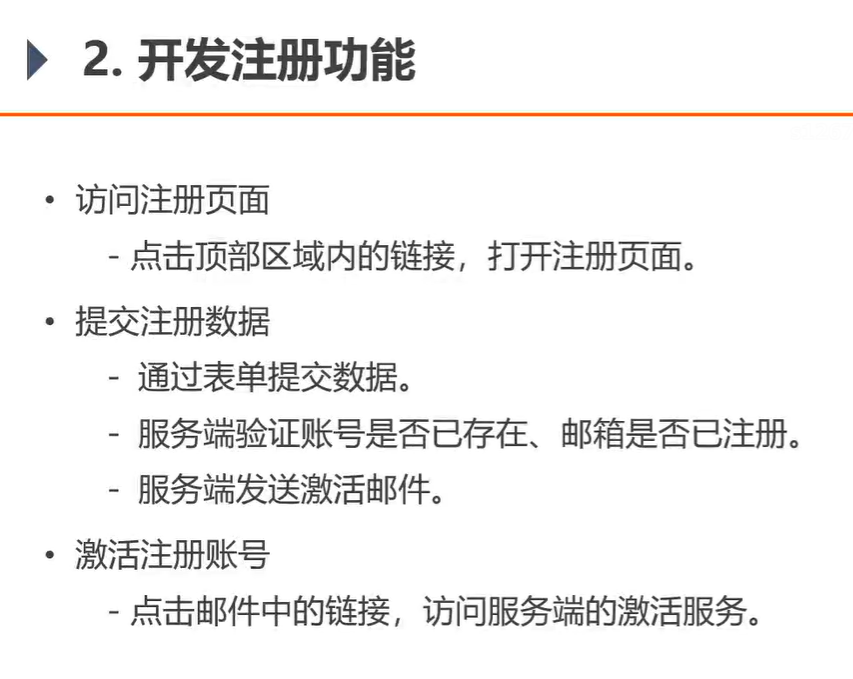 2. 开发注册功能
• 访问注册页面
- 点击顶部区域内的链接，打开注册页面。
• 提交注册数据
- 通过表单提交数据。
- 服务端验证账号是否已存在、邮箱是否已注册。
- 服务端发送激活邮件。
• 激活注册账号
- 点击邮件中的链接，访问服务端的激活服务。